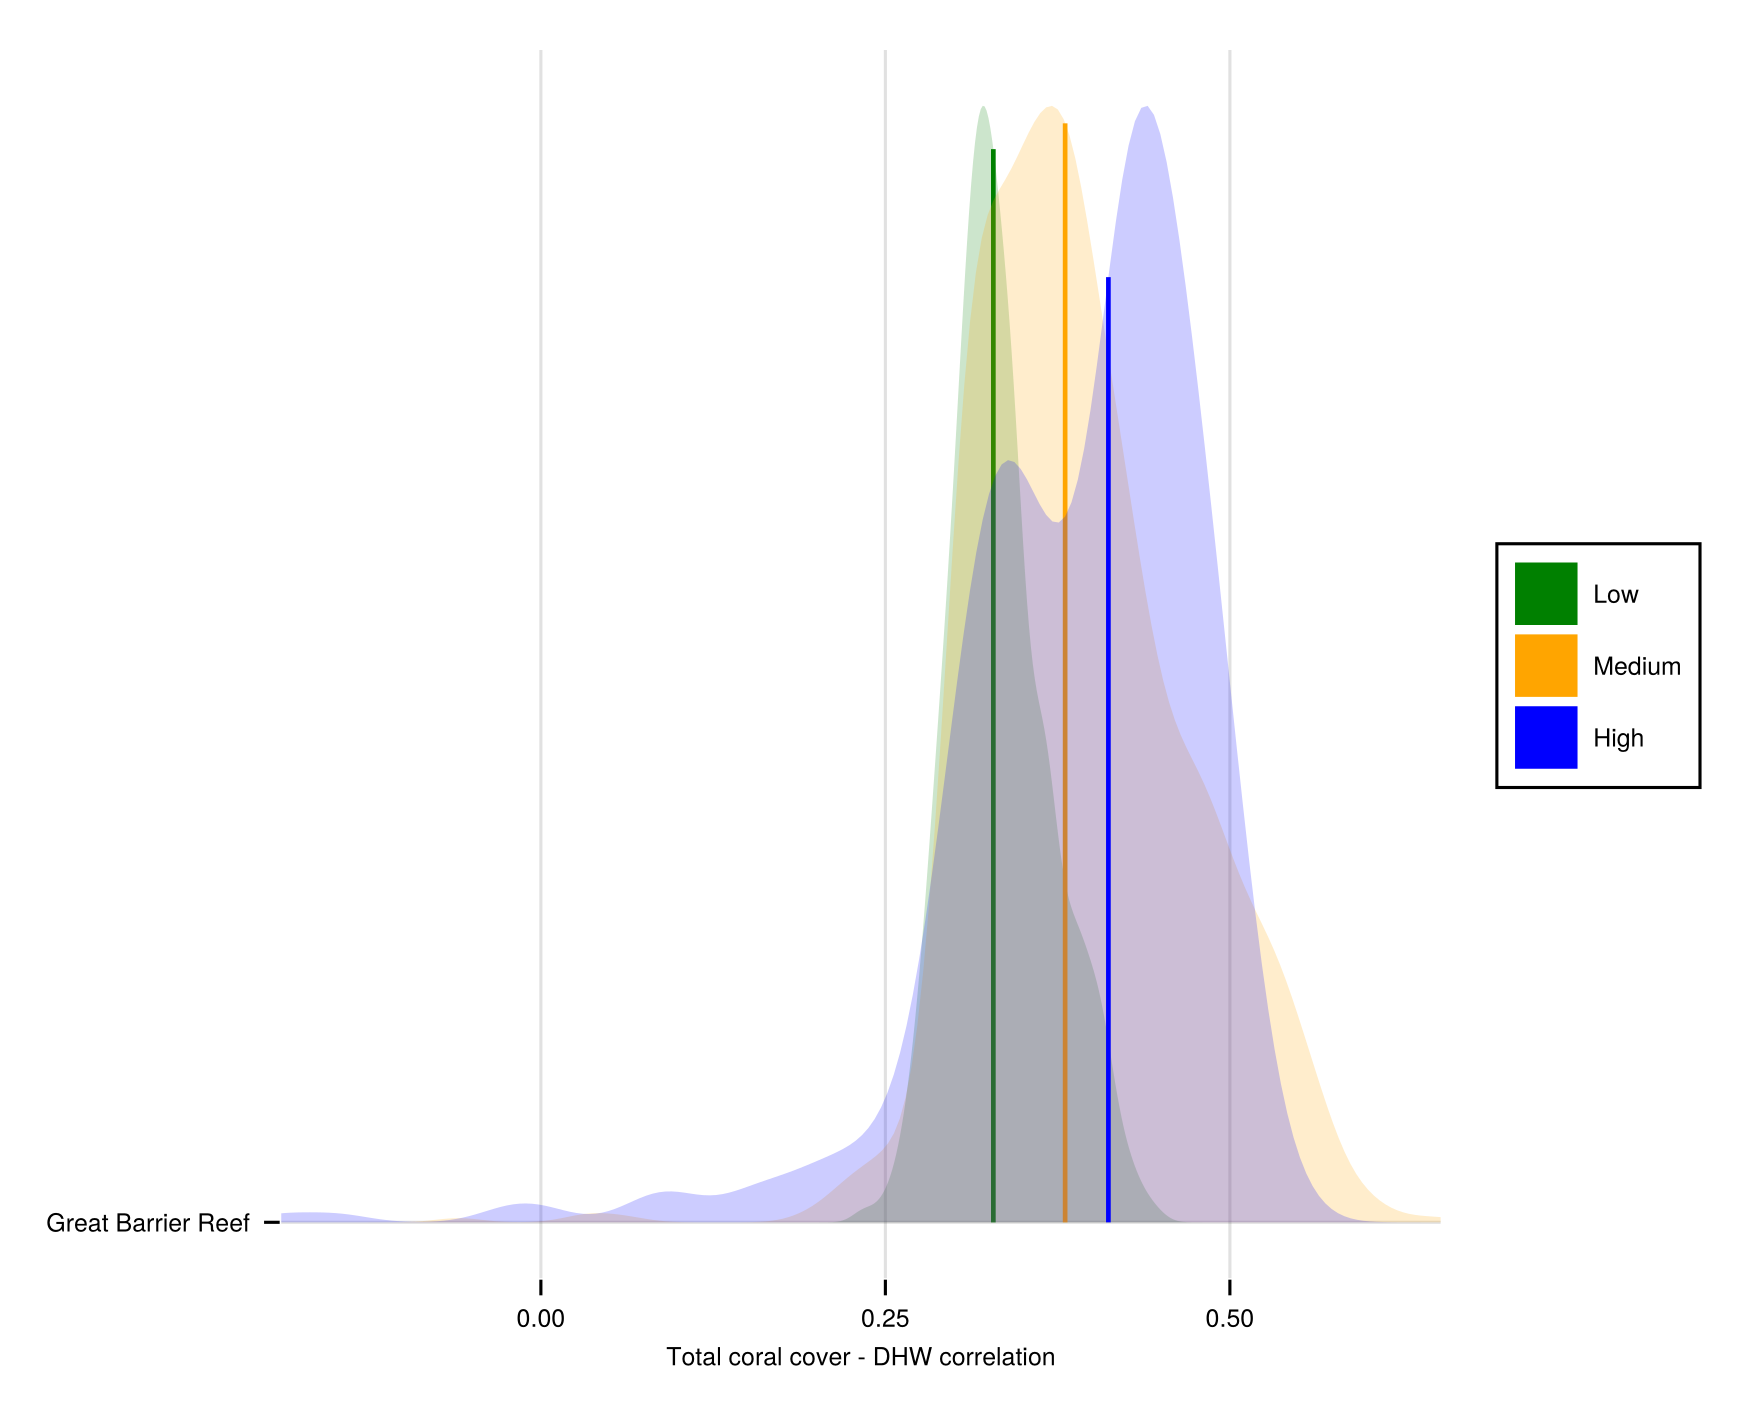 Low
Medium
High
Great Barrier Reef
0.00 0.25 0.50
Total coral cover - DHW correlation